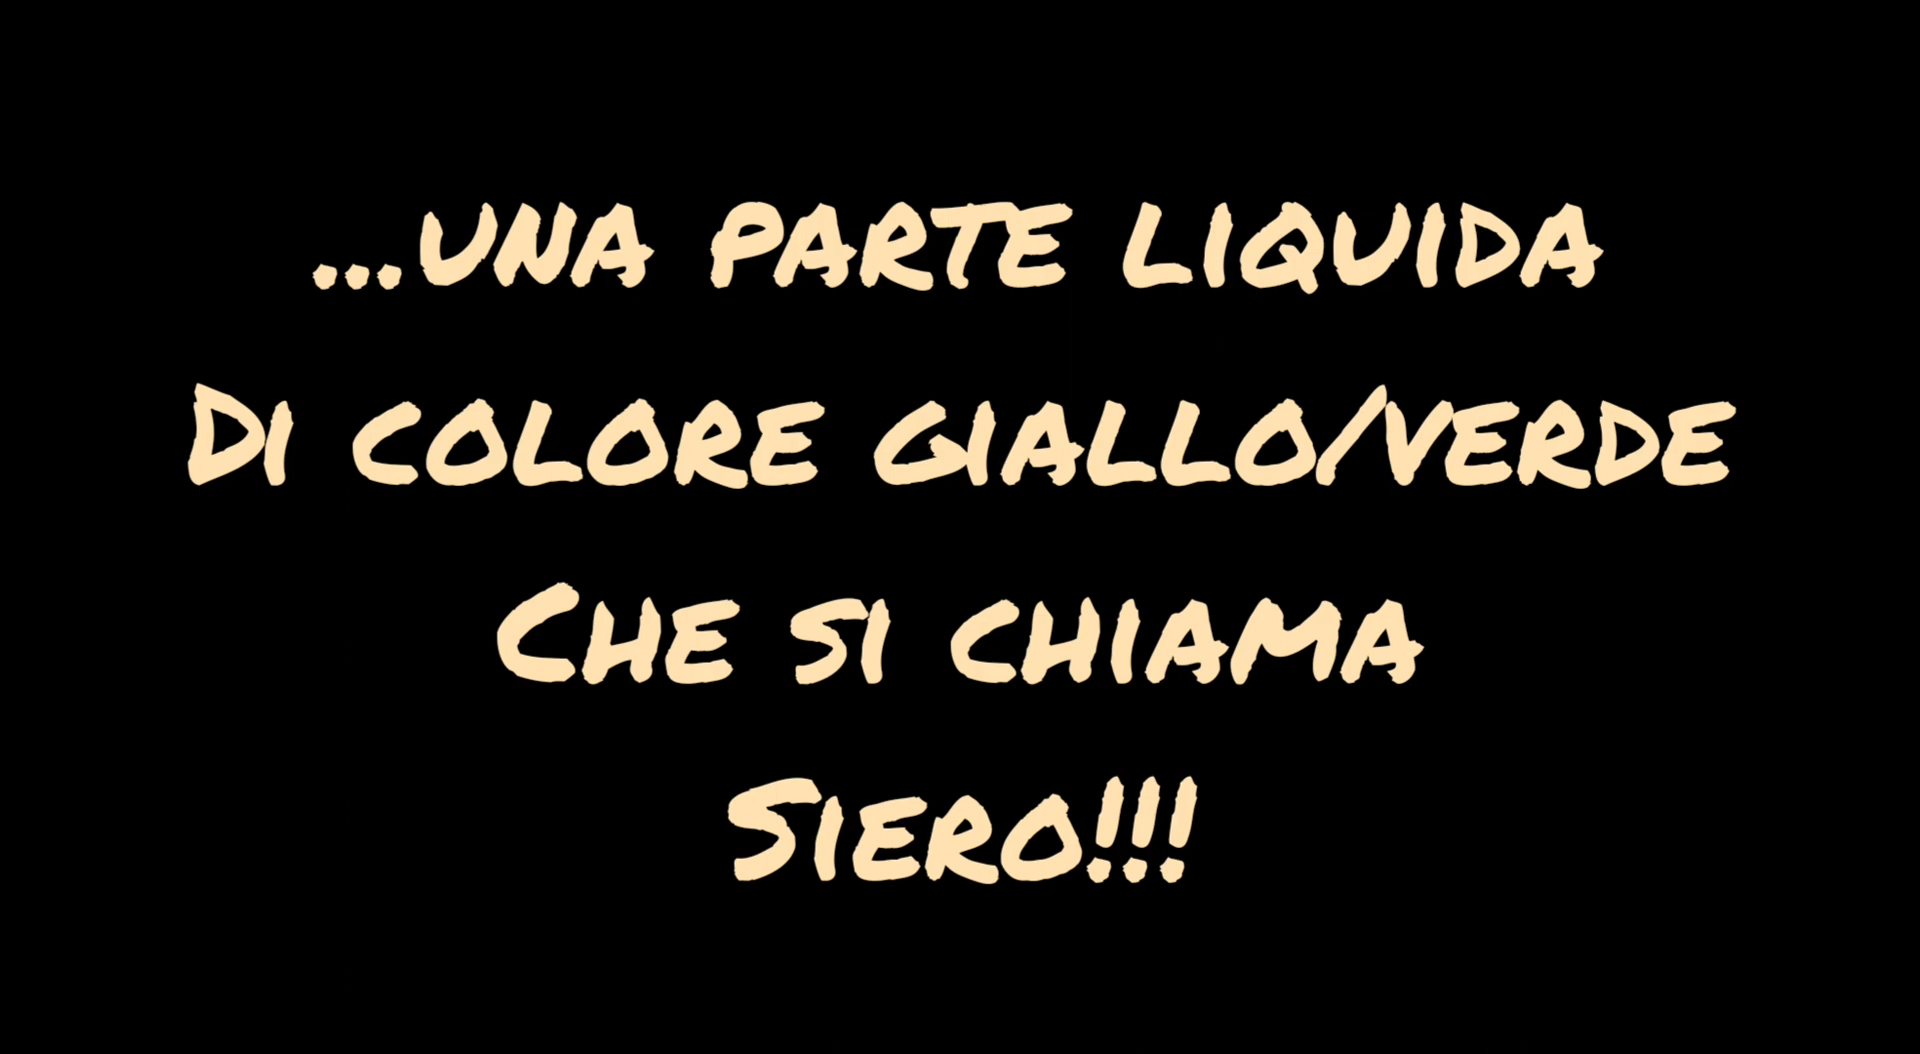 ...una parte liquida
Di colore giallo/verde
Che si chiama
Siero!!!